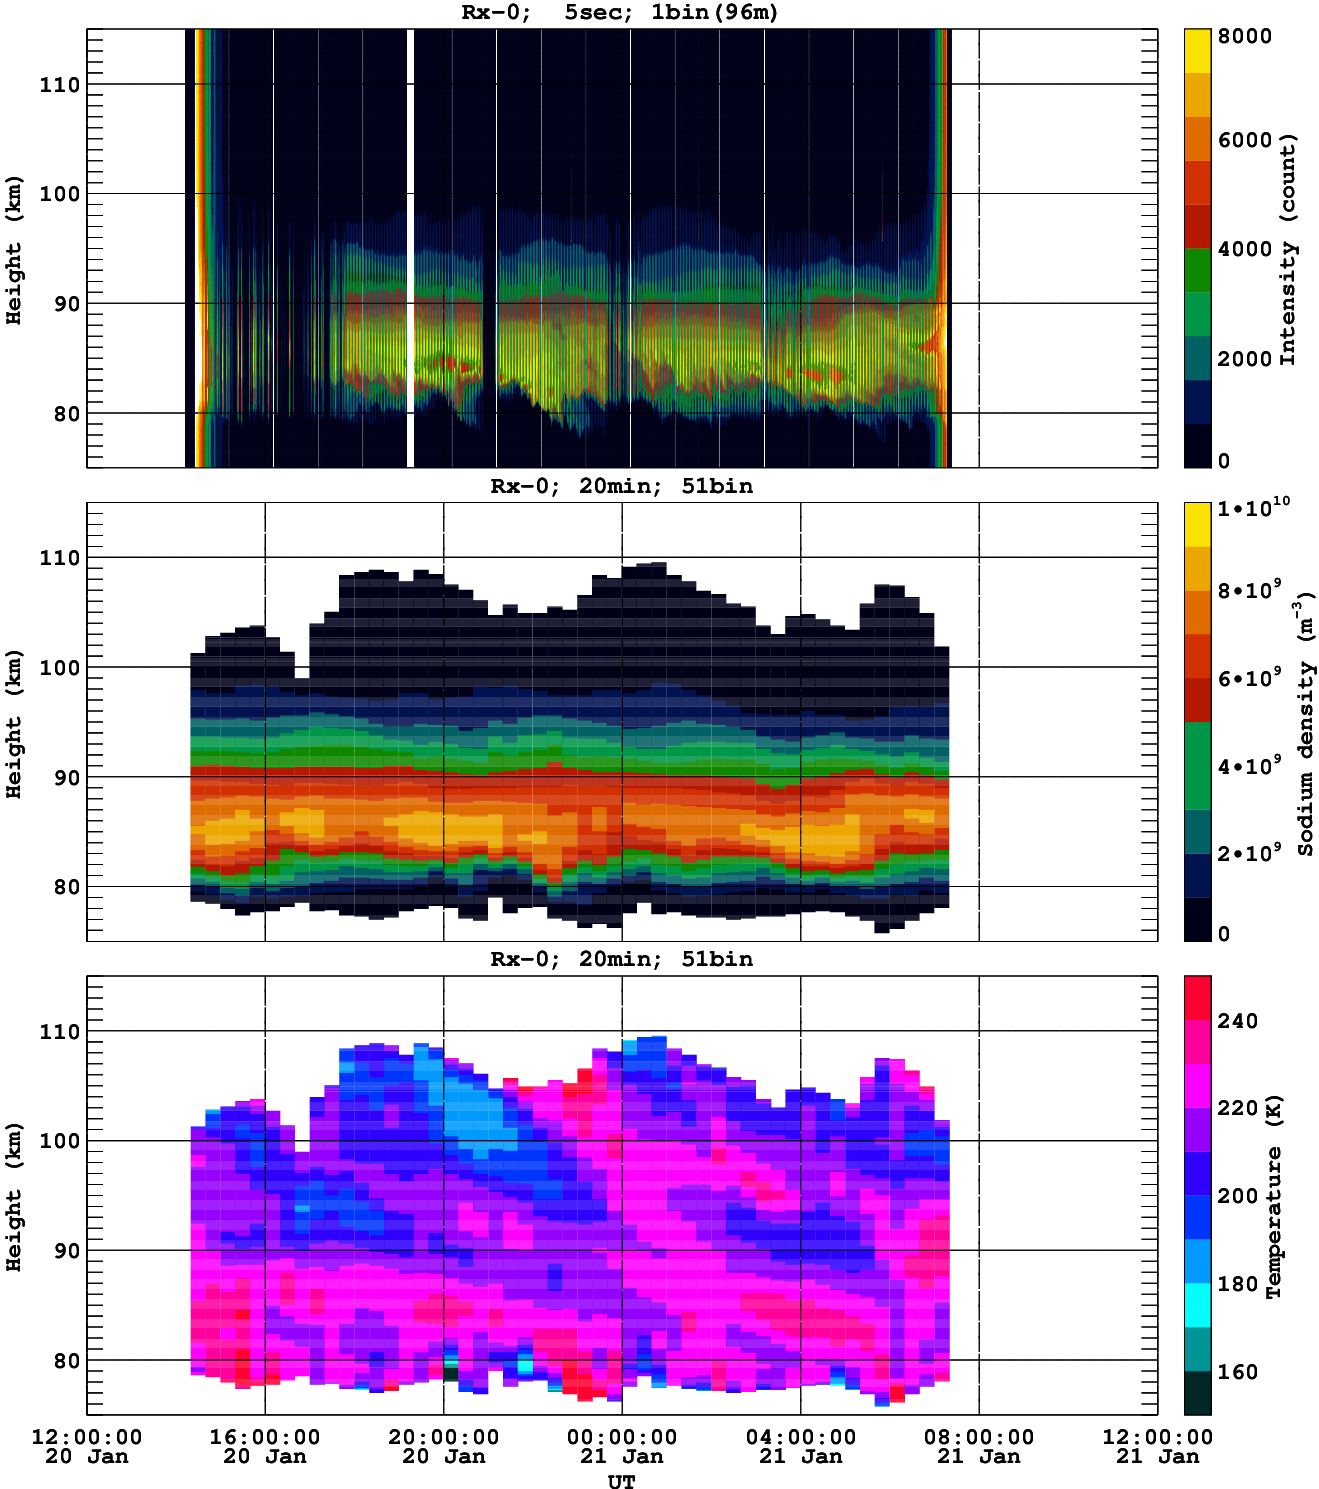 Rx-0;  5sec; 1bin(96m)
110
100
90
80
Height (km)
8000
6000
4000
2000
0
Intensity (count)
Rx-0; 20min; 51bin
110
100
90
80
Height (km)
1•10¹⁰
8•10⁹
6•10⁹
4•10⁹
2•10⁹
0
Sodium density (m⁻³)
Rx-0; 20min; 51bin
110
100
90
80
Height (km)
240
220
200
180
160
Temperature (K)
12:00:00 16:00:00 20:00:00 00:00:00 04:00:00 08:00:00 12:00:00
20 Jan 20 Jan 20 Jan 21 Jan 21 Jan 21 Jan 21 Jan
UT